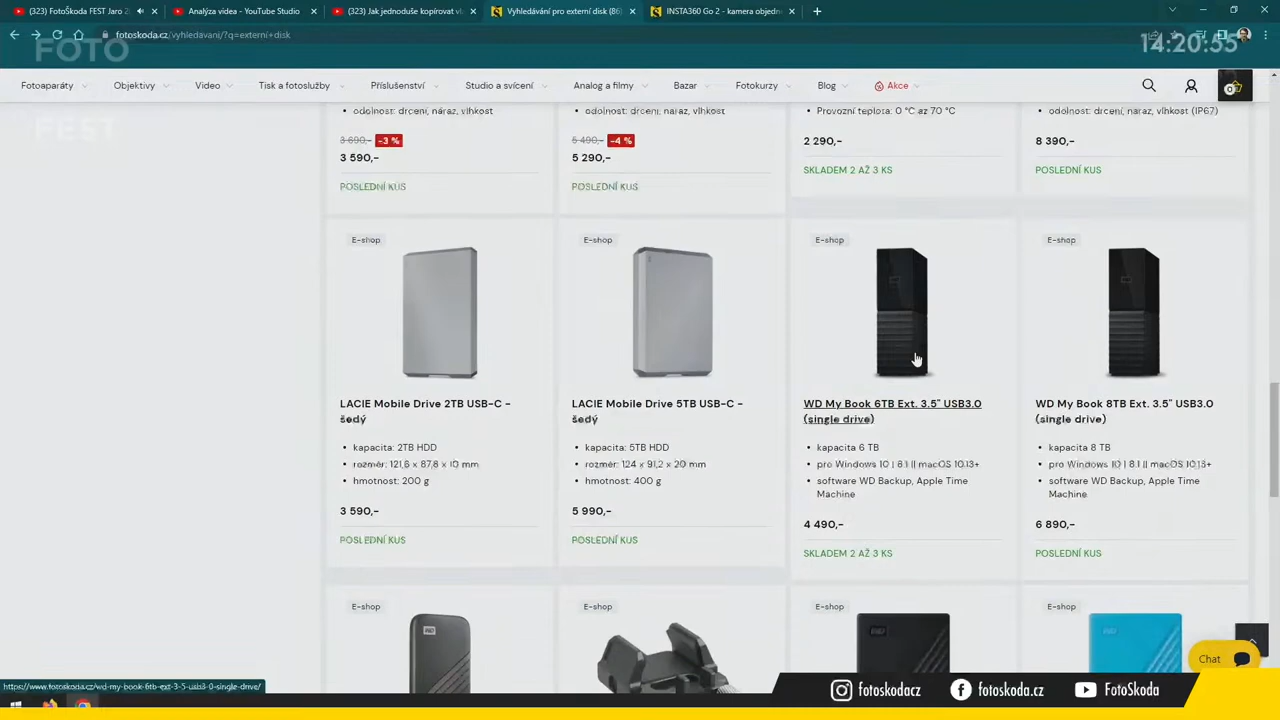 (323) FotoŠkoda FEST Jaro 2
Analýza videa - YouTube Studio
(323) Jak jednoduše kopírovat vl
Vyhledávání pro externí disk (86)
INSTA360 Go 2 - kamera objedn
fotoskoda.cz/vyhledavani/?q=externi+disk
FOTO
14:20:55
Fotoaparáty
Objektivy
Video
Tisk a fotoslužby
Příslušenství
Studio a svícení
Analog a filmy
Bazar
Fotokurzy
Blog
Akce
0
FEST
odolnost: drcení, náraz, vlhkost
odolnost: drcení, náraz, vlhkost
Provozní teplota: 0 °C až 70 °C
odolnost: drcení, náraz, vlhkost (IP67)
3 690,- -3 %
5 490,- -4 %
2 290,-
8 390,-
3 590,-
5 290,-
SKLADEM 2 AŽ 3 KS
POSLEDNÍ KUS
POSLEDNÍ KUS
POSLEDNÍ KUS
E-shop
E-shop
E-shop
E-shop
LACIE Mobile Drive 2TB USB-C -
šedý
• kapacita: 2TB HDD
• rozměr: 121,6 x 87,8 x 10 mm
• hmotnost: 200 g
3 590,-
POSLEDNÍ KUS
LACIE Mobile Drive 5TB USB-C -
šedý
• kapacita: 5TB HDD
• rozměr: 124 x 91,2 x 20 mm
• hmotnost: 400 g
5 990,-
POSLEDNÍ KUS
WD My Book 6TB Ext. 3.5" USB3.0
(single drive)
• kapacita 6 TB
• pro Windows 10 | 8.1 || macOS 10.13+
• software WD Backup, Apple Time
Machine
4 490,-
SKLADEM 2 AŽ 3 KS
WD My Book 8TB Ext. 3.5" USB3.0
(single drive)
• kapacita 8 TB
• pro Windows 10 | 8.1 || macOS 10.13+
• software WD Backup, Apple Time
Machine
6 890,-
POSLEDNÍ KUS
E-shop
E-shop
E-shop
E-shop
WD
WD
WD
Chat
https://www.fotoskoda.cz/wd-my-book-6tb-ext-3-5-usb3-0-single-drive/
fotoskodacz
fotoskoda.cz
FotoSkoda